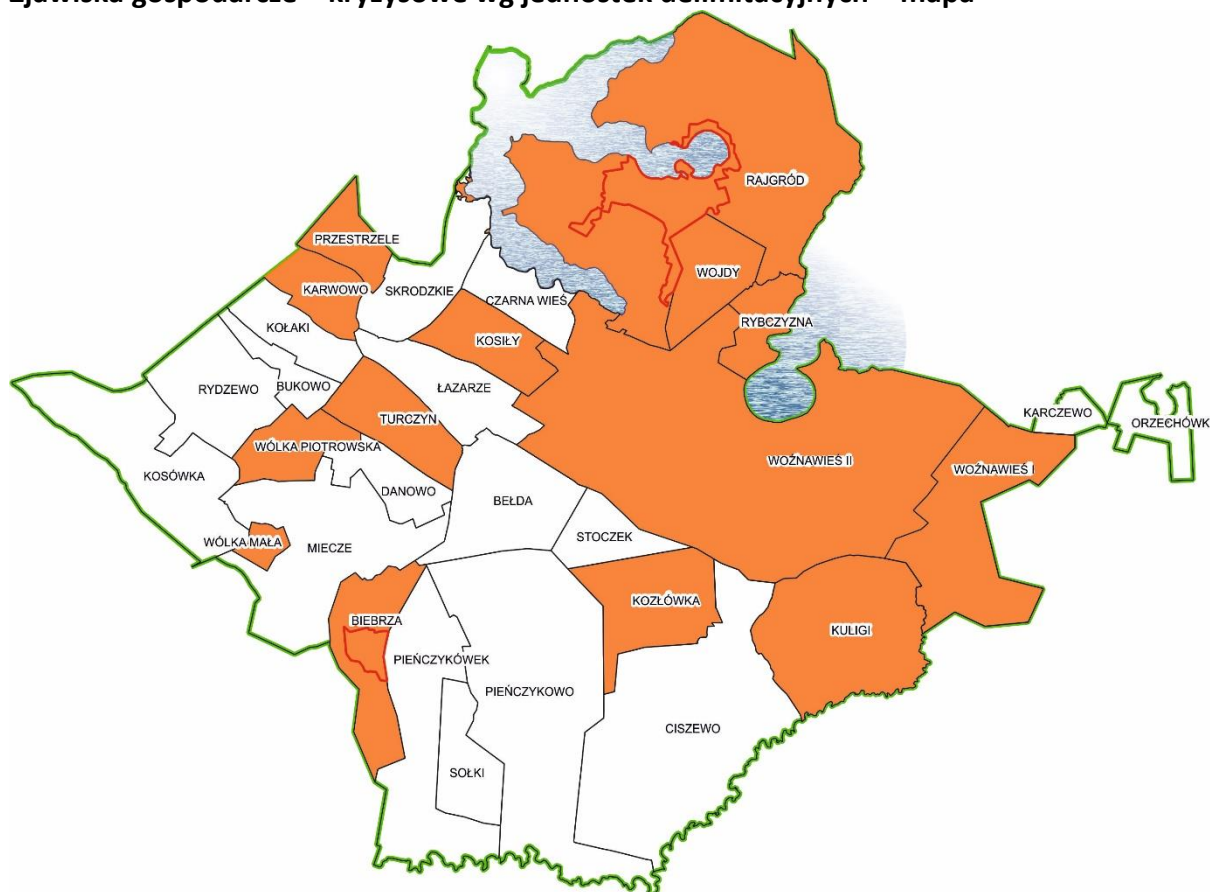 Zjawiska gospodarcze – kryzysowe wg jednostek delimitacyjnych – mapa
RAJGRÓD
PRZESTRZELE
WOJDY
KARWOWO
SKRODZKIE
CZARNA WIEŚ
RYBCZYZNA
KOŁAKI
KOSIŁY
BUKOWO
RYDZEWO
ŁAZARZE
KARCZEWO
ORZECHÓWK
TURCZYN
WÓLKA PIOTROWSKA
WOŹNAWIEŚ II
WOŹNAWIEŚ I
KOSÓWKA
DANOWO
BEŁDA
STOCZEK
WÓLKA MAŁA
MIECZE
KOZŁÓWKA
BIEBRZA
KULIGI
PIEŃCZYKÓWEK
PIEŃCZYKOWO
CISZEWO
SOŁKI